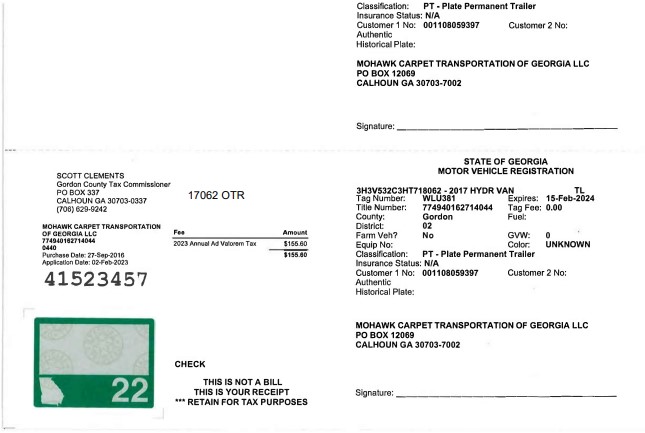 Classification: PT - Plate Permanent Trailer
Insurance Status: N/A
Customer 1 No: 001108059397 Customer 2 No:
Authentic
Historical Plate:
MOHAWK CARPET TRANSPORTATION OF GEORGIA LLC
PO BOX 12069
CALHOUN GA 30703-7002
Signature:
SCOTT CLEMENTS
Gordon County Tax Commissioner
PO BOX 337
CALHOUN GA 30703-0337
(706) 629-9242
17062 OTR
MOHAWK CARPET TRANSPORTATION
OF GEORGIA LLC
774940162714044
0440
Purchase Date: 27-Sep-2016
Application Date: 02-Feb-2023
41523457
Fee Amount
2023 Annual Ad Valorem Tax $155.60
$155.60
22
CHECK
THIS IS NOT A BILL
THIS IS YOUR RECEIPT
*** RETAIN FOR TAX PURPOSES
STATE OF GEORGIA
MOTOR VEHICLE REGISTRATION
3H3V532C3HT718062 - 2017 HYDR VAN TL
Tag Number: WLU381 Expires: 15-Feb-2024
Title Number: 774940162714044 Tag Fee: 0.00
County: Gordon Fuel:
District: 02
Farm Veh? No GVW: 0
Equip No: Color: UNKNOWN
Classification: PT - Plate Permanent Trailer
Insurance Status: N/A
Customer 1 No: 001108059397 Customer 2 No:
Authentic
Historical Plate:
MOHAWK CARPET TRANSPORTATION OF GEORGIA LLC
PO BOX 12069
CALHOUN GA 30703-7002
Signature: